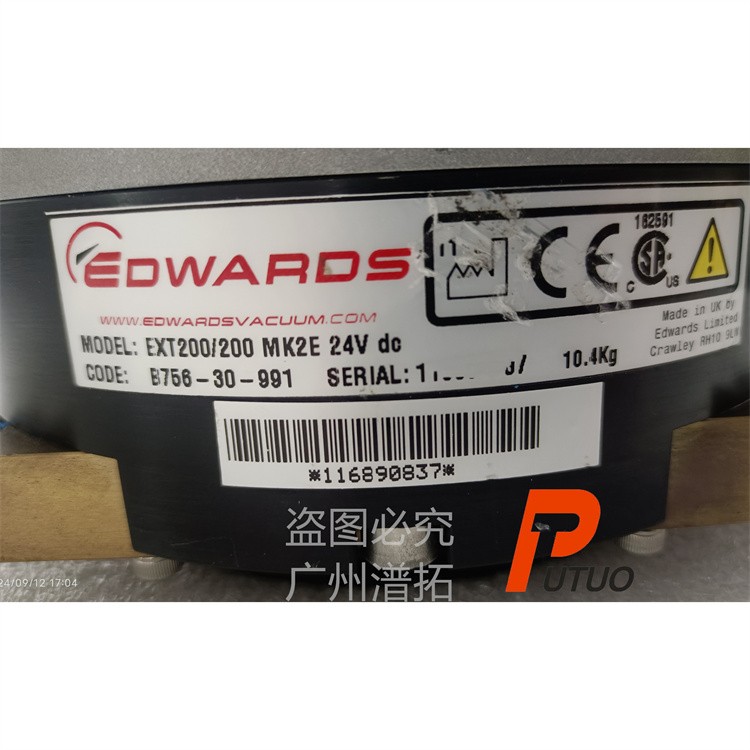 EDWARDS
WWW.EDWARDSVACUUM.COM
MODEL: EXT200/200 MK2E 24V dc
CODE: B756-30-991 SERIAL: 10.4Kg
162591
C US
Made in UK by
Edwards Limited
Crawley RH10 9LW
*116890837*
盗图必究
广州潽拓
PUTUO
24/09/12 17:04